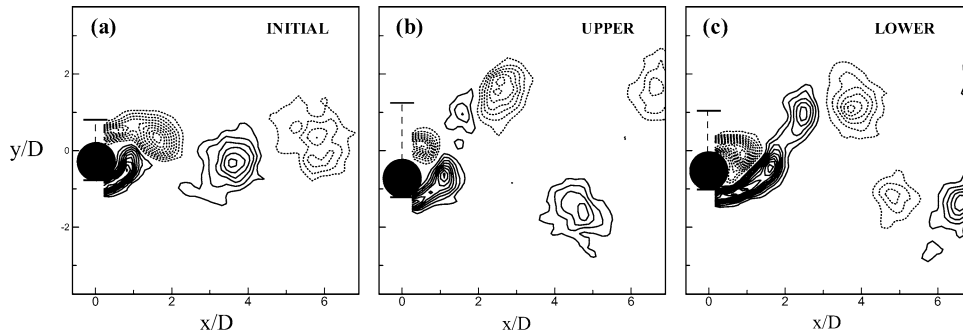 (a) INITIAL
(b) UPPER
(c) LOWER
y/D
2
0
-2
0 2 4 6
0 2 4 6
0 2 4 6
x/D
x/D
x/D